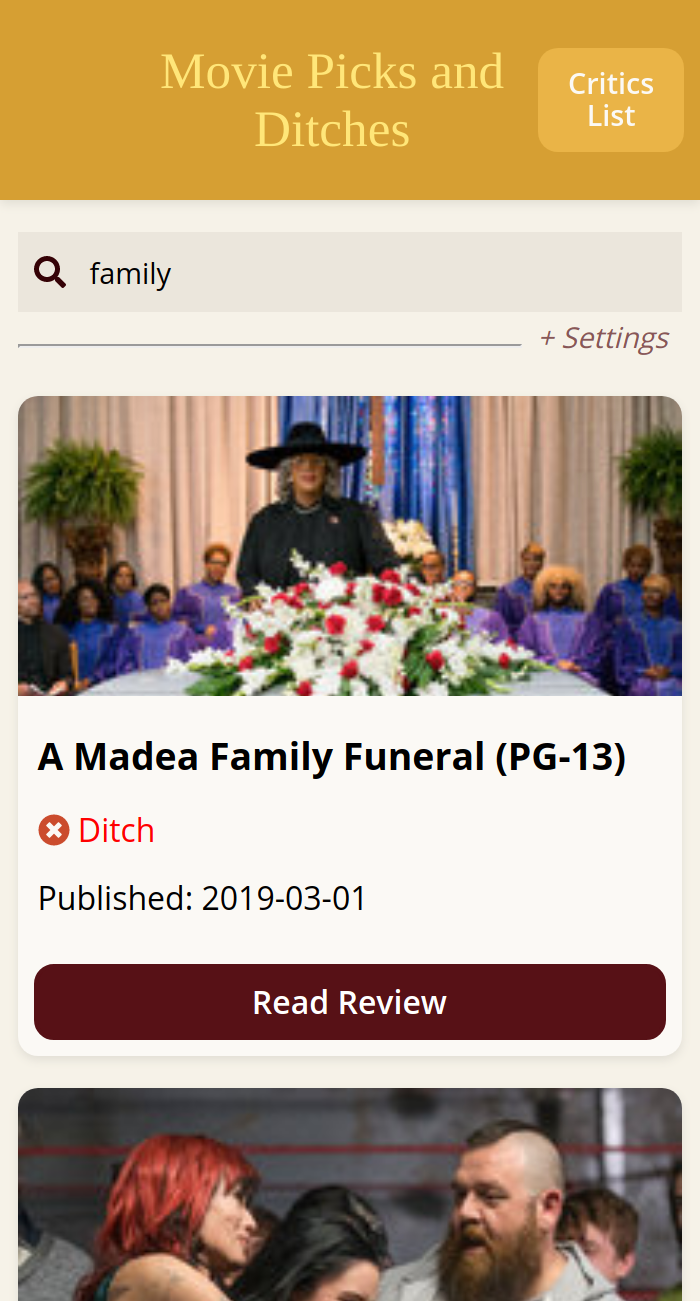 Movie Picks and
Ditches
Critics
List
family
+ Settings
A Madea Family Funeral (PG-13)
Ditch
Published: 2019-03-01
Read Review